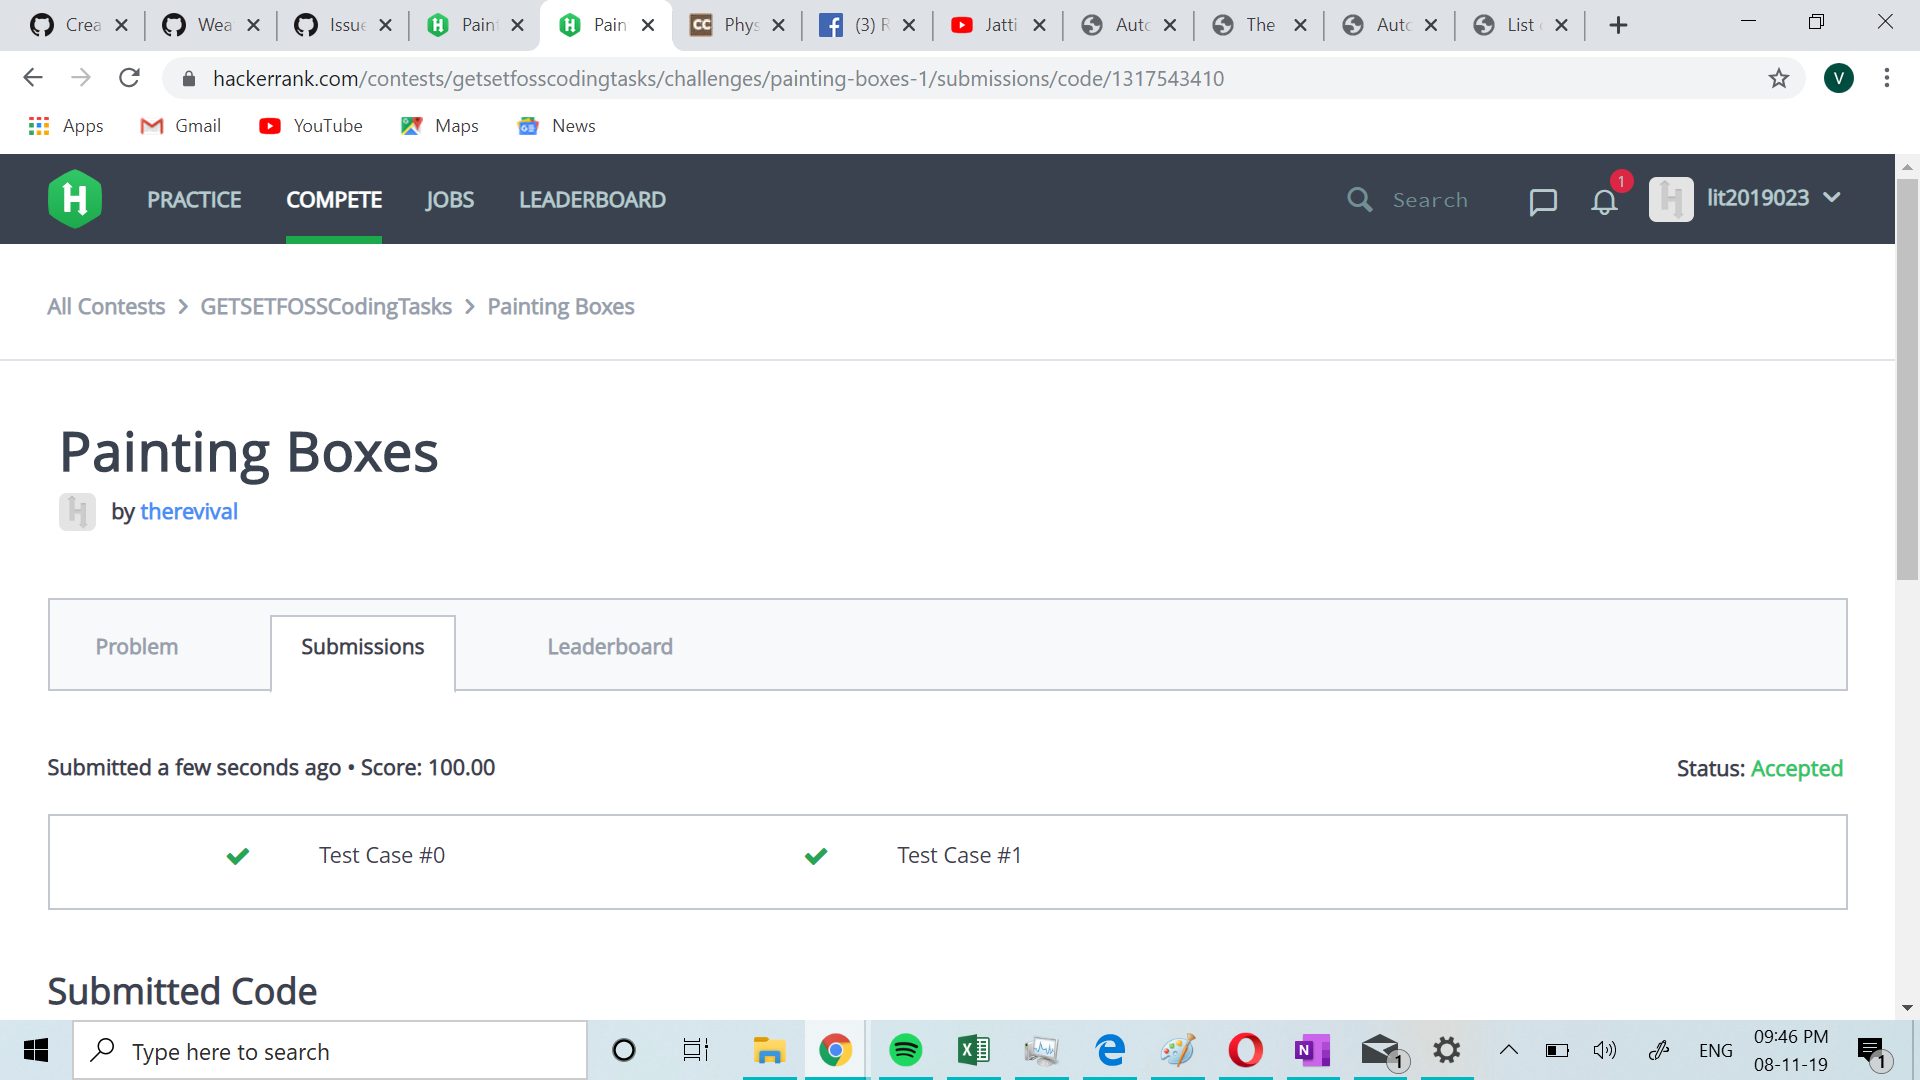 Crea Wea Issue Paint Pain Phys (3) R Jatti Auto The Auto List
hackerrank.com/contests/getsetfosscodingtasks/challenges/painting-boxes-1/submissions/code/1317543410 V
Apps Gmail YouTube Maps News
PRACTICE COMPETE JOBS LEADERBOARD Search 1 lit2019023
All Contests > GETSETFOSSCodingTasks > Painting Boxes
Painting Boxes
by therevival
Problem Submissions Leaderboard
Submitted a few seconds ago • Score: 100.00 Status: Accepted
Test Case #0 Test Case #1
Submitted Code
Type here to search 1 ENG 09:46 PM 1
08-11-19